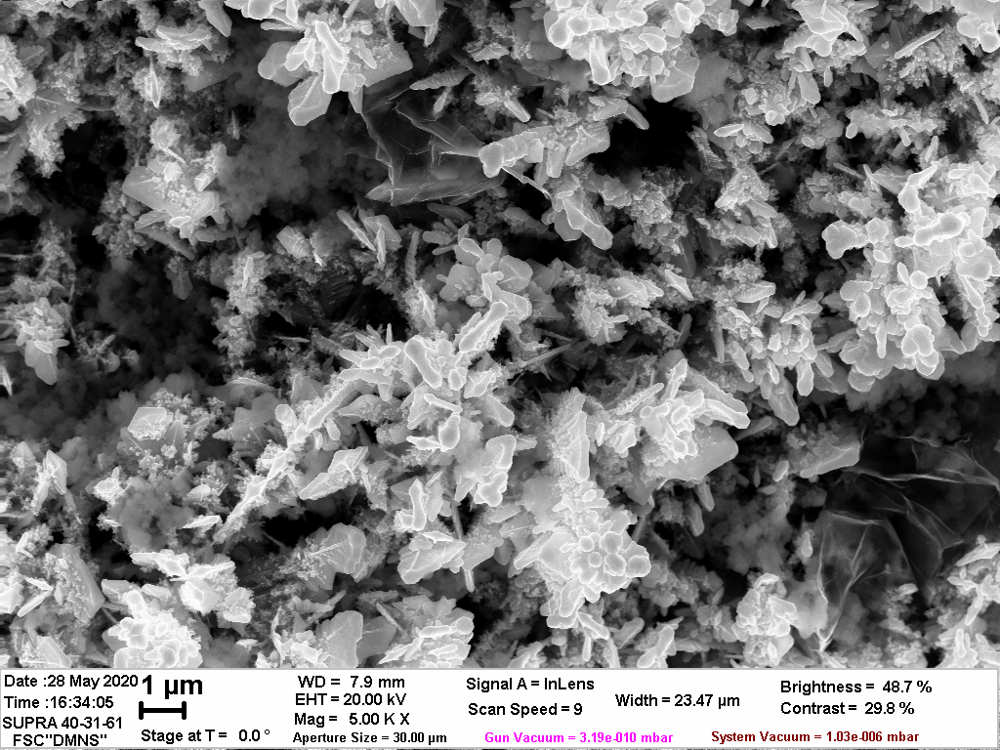 Date :28 May 2020
Time :16:34:05
SUPRA 40-31-61
FSC"DMNS"
1 µm
Stage at T = 0.0 °
WD = 7.9 mm
EHT = 20.00 kV
Mag = 5.00 K X
Aperture Size = 30.00 µm
Signal A = InLens
Scan Speed = 9
Width = 23.47 µm
Gun Vacuum = 3.19e-010 mbar
Brightness = 48.7 %
Contrast = 29.8 %
System Vacuum = 1.03e-006 mbar